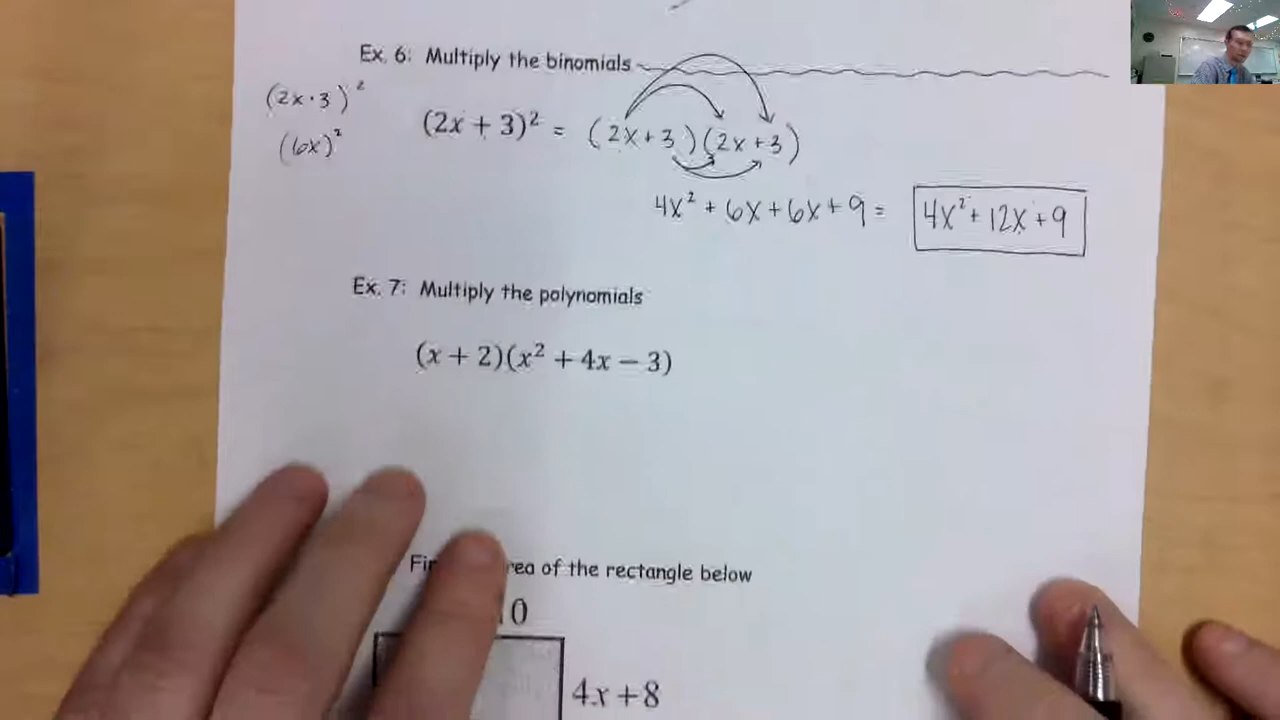 Ex. 6: Multiply the binomials
(2x · 3)²
(6x)²
(2x + 3)² = (2x + 3)(2x + 3)
4x² + 6x + 6x + 9 = 4x² + 12x + 9
Ex. 7: Multiply the polynomials
(x + 2)(x² + 4x − 3)
of the rectangle below
4x + 8